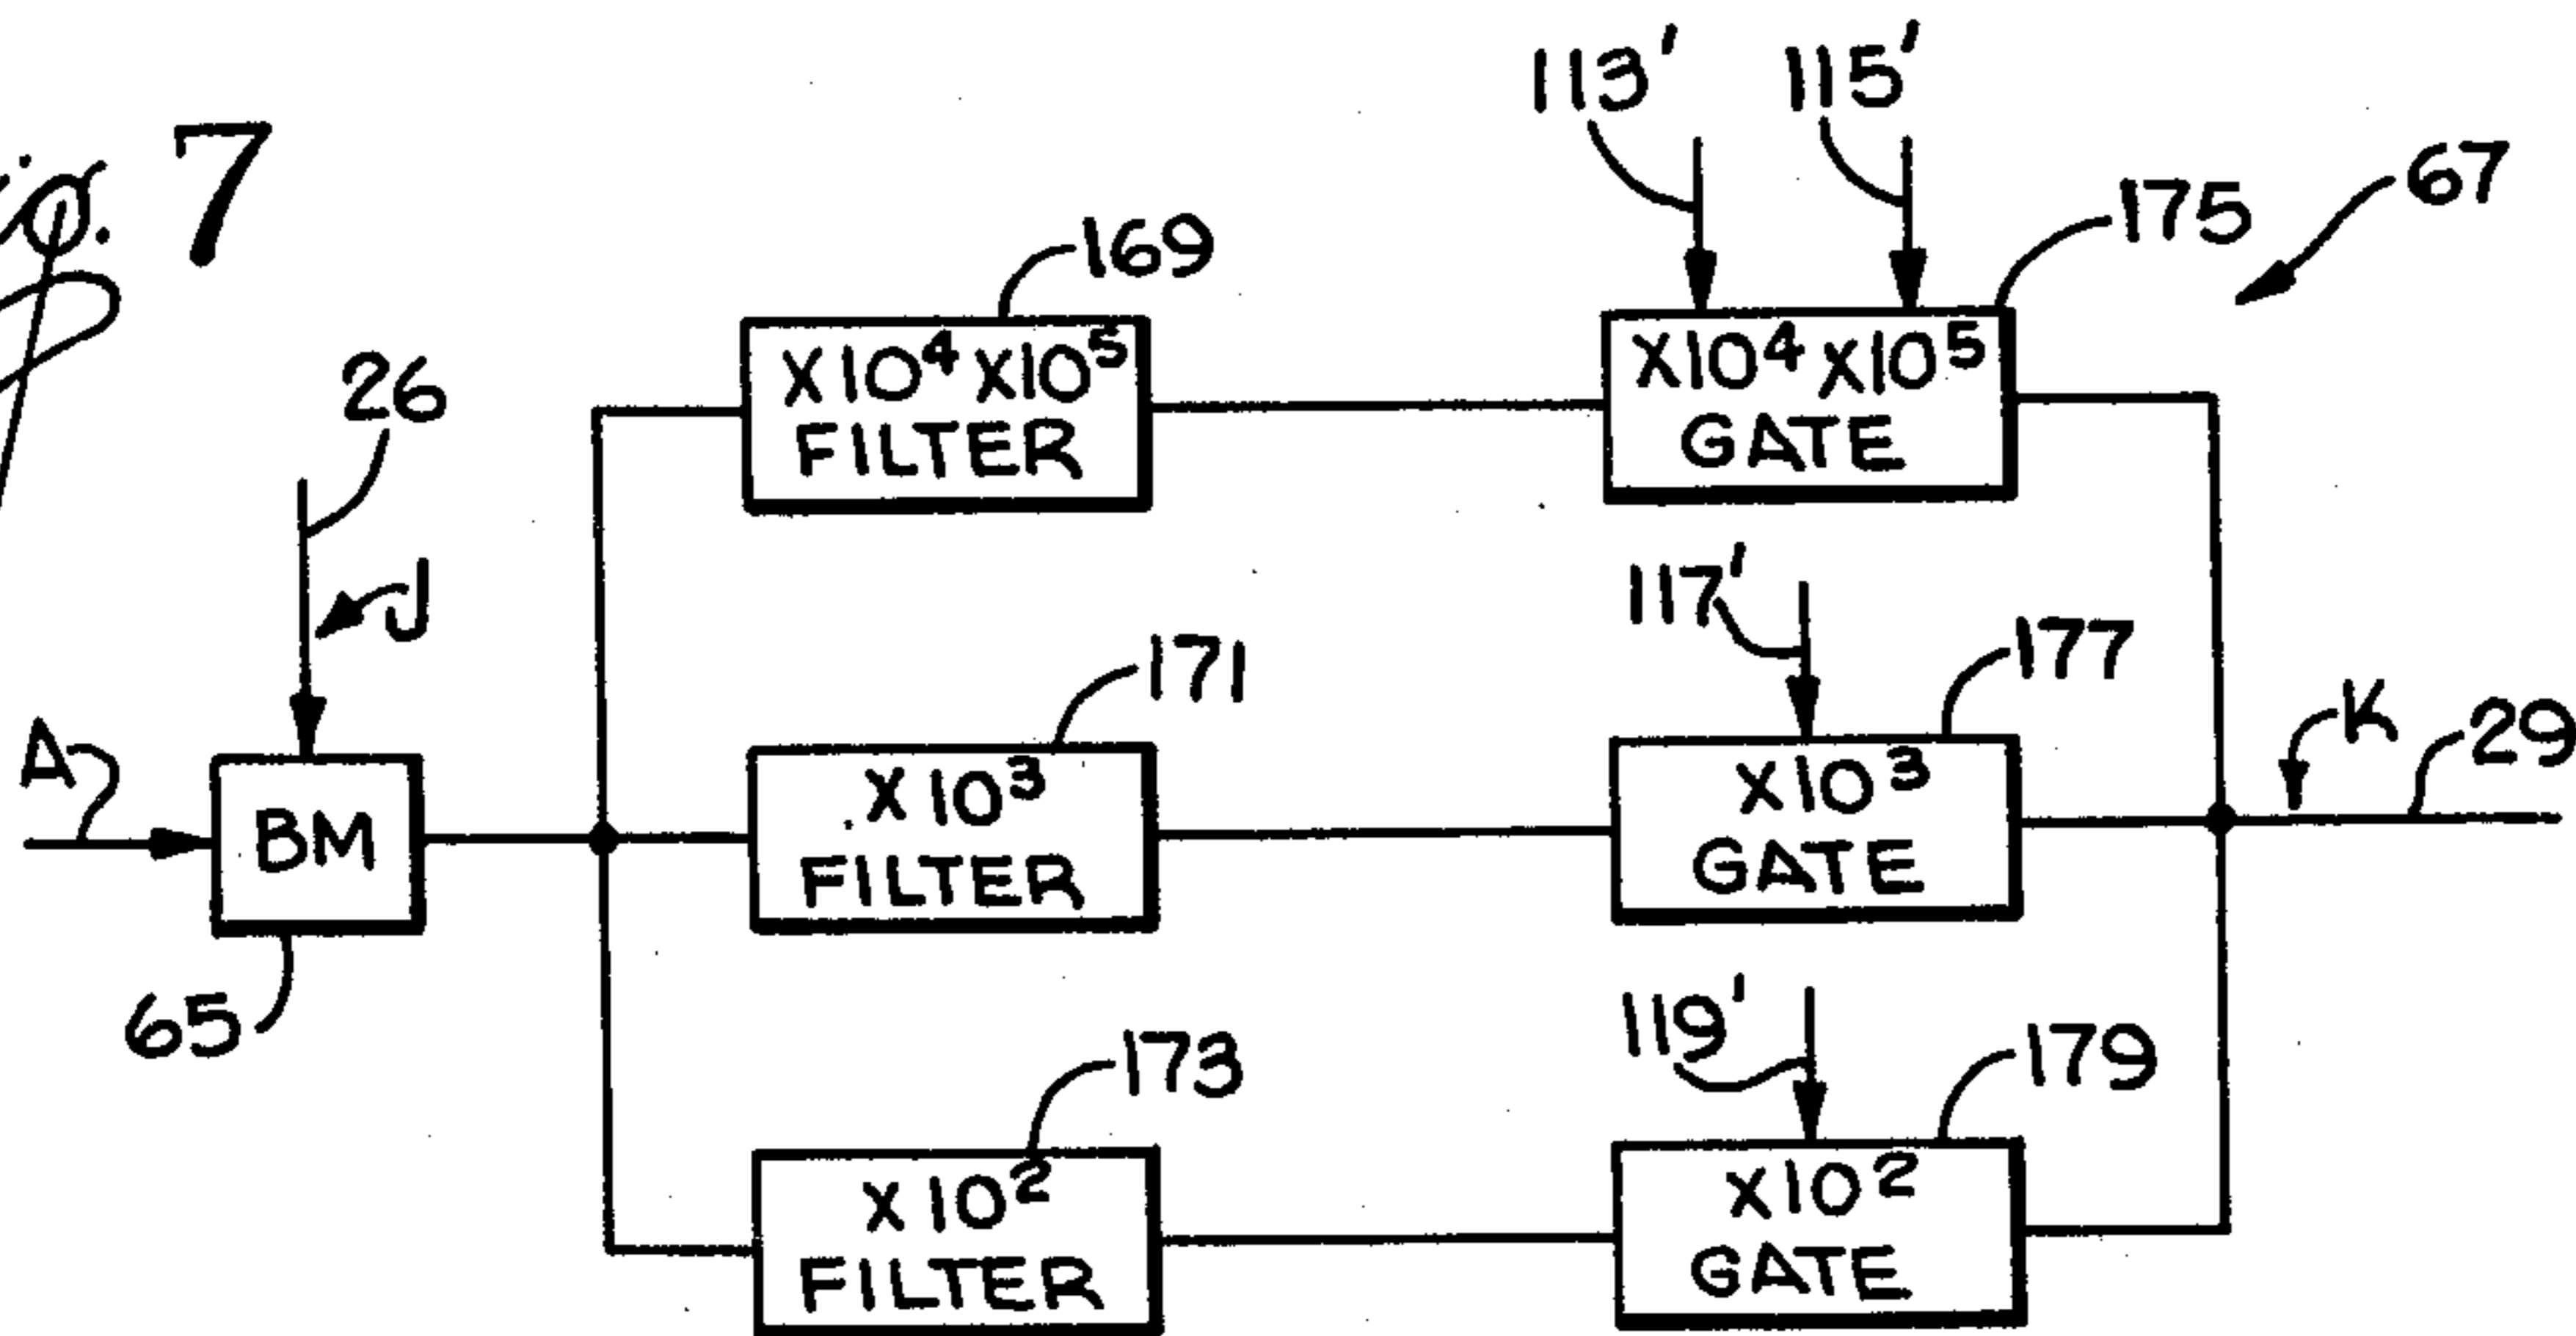 7
113' 115'
67
169
175
26
X10⁴ X10⁵
FILTER
X10⁴ X10⁵
GATE
J
117'
171
177
K
29
A
BM
X10³
FILTER
X10³
GATE
65
119'
173
179
X10²
FILTER
X10²
GATE